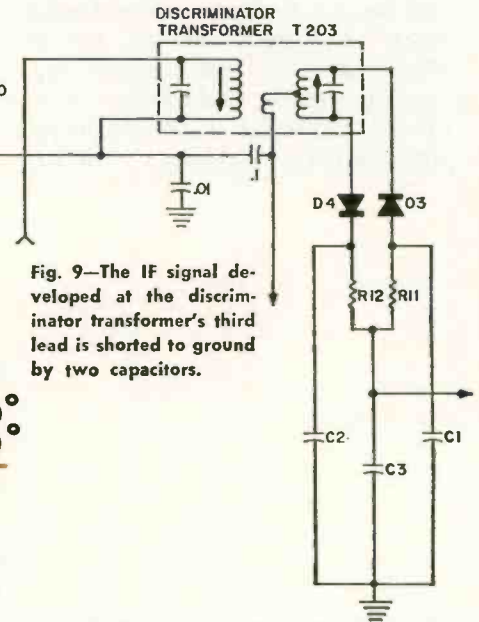 DISCRIMINATOR
TRANSFORMER T203
.01
.1
D4
03
Fig. 9—The IF signal de-
veloped at the discrim-
inator transformer's third
lead is shorted to ground
by two capacitors.
R12
R11
C2
C1
C3